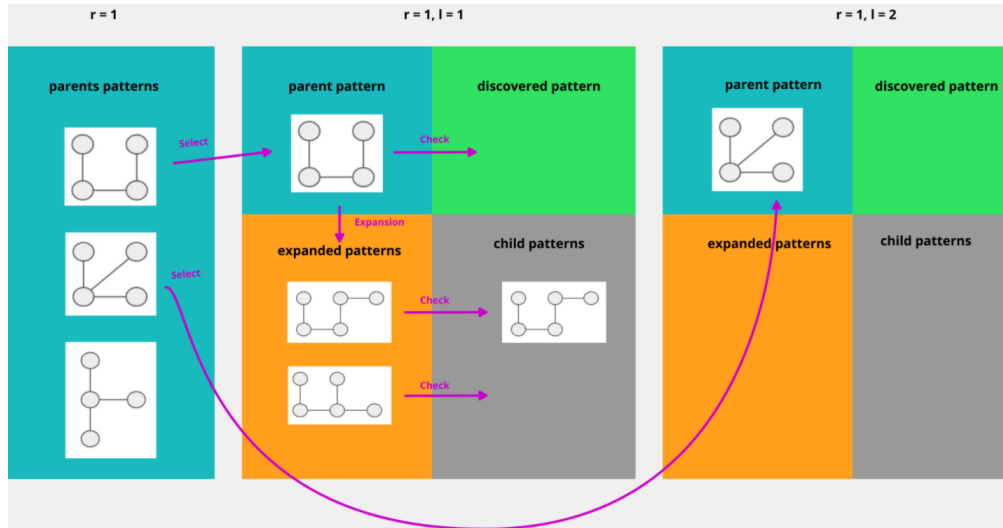 r = 1
r = 1, l = 1
r = 1, l = 2
parents patterns
Select
Select
parent pattern
Check
discovered pattern
Expansion
expanded patterns
Check
Check
child patterns
parent pattern
discovered pattern
expanded patterns
child patterns